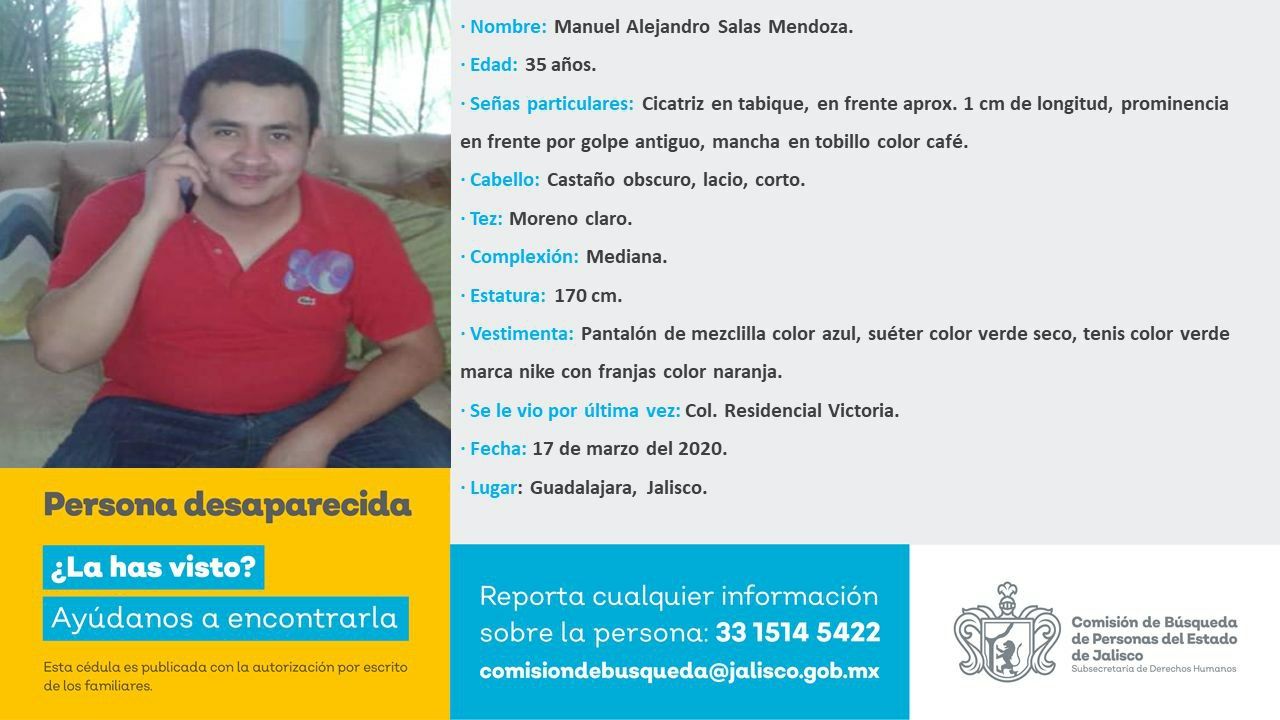 · Nombre: Manuel Alejandro Salas Mendoza.
· Edad: 35 años.
· Señas particulares: Cicatriz en tabique, en frente aprox. 1 cm de longitud, prominencia
en frente por golpe antiguo, mancha en tobillo color café.
· Cabello: Castaño obscuro, lacio, corto.
· Tez: Moreno claro.
· Complexión: Mediana.
· Estatura: 170 cm.
· Vestimenta: Pantalón de mezclilla color azul, suéter color verde seco, tenis color verde
marca nike con franjas color naranja.
· Se le vio por última vez: Col. Residencial Victoria.
· Fecha: 17 de marzo del 2020.
· Lugar: Guadalajara, Jalisco.
Persona desaparecida
¿La has visto?
Ayúdanos a encontrarla
Esta cédula es publicada con la autorización por escrito
de los familiares.
Reporta cualquier información
sobre la persona: 33 1514 5422
comisiondebusqueda@jalisco.gob.mx
Comisión de Búsqueda
de Personas del Estado
de Jalisco
Subsecretaría de Derechos Humanos